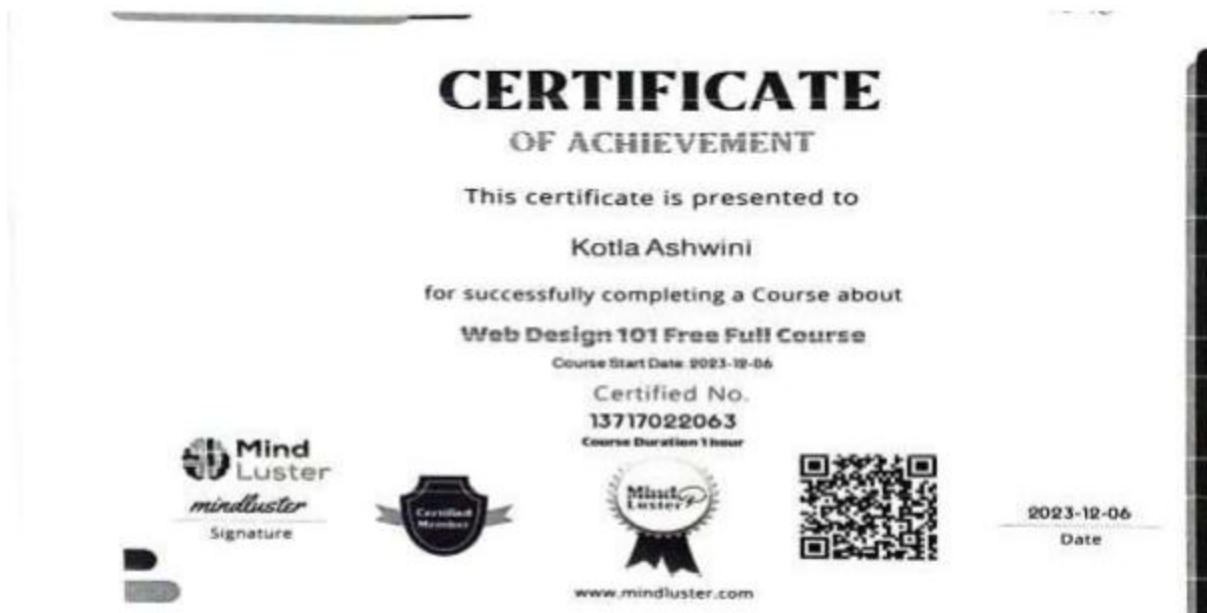 CERTIFICATE
OF ACHIEVEMENT
This certificate is presented to
Kotla Ashwini
for successfully completing a Course about
Web Design 101 Free Full Course
Course Start Date: 2023-12-06
Certified No.
13717022063
Course Duration 1 hour
Mind
Luster
mindluster
Signature
Certified
Member
Mind
Luster
2023-12-06
Date
www.mindluster.com